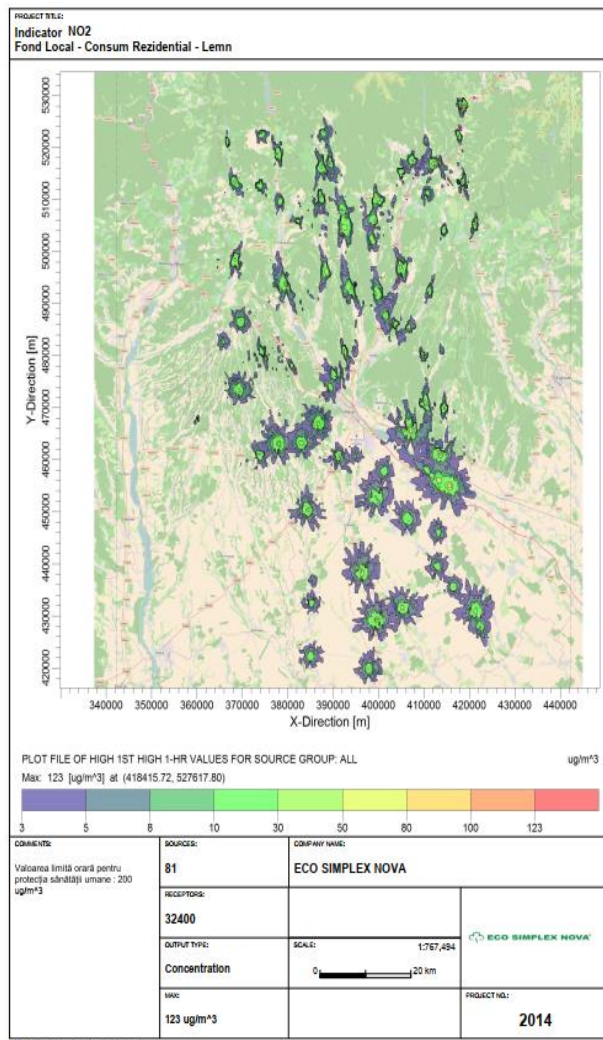 PROJECT TITLE:
Indicator NO2
Fond Local - Consum Rezidential - Lemn
Y-Direction [m]
530000
520000
510000
500000
490000
480000
470000
460000
450000
440000
430000
420000
340000 350000 360000 370000 380000 390000 400000 410000 420000 430000 440000
X-Direction [m]
PLOT FILE OF HIGH 1ST HIGH 1-HR VALUES FOR SOURCE GROUP: ALL ug/m^3
Max: 123 [ug/m^3] at (418415.72, 527617.80)
3 5 8 10 30 50 80 100 123
COMMENTS:
Valoarea limită orară pentru
protecția sănătății umane : 200
ug/m^3
SOURCES:
81
COMPANY NAME:
ECO SIMPLEX NOVA
RECEPTORS:
32400
OUTPUT TYPE:
Concentration
SCALE: 1:767,494
0 20 km
ECO SIMPLEX NOVA
MAX:
123 ug/m^3
PROJECT NO.:
2014